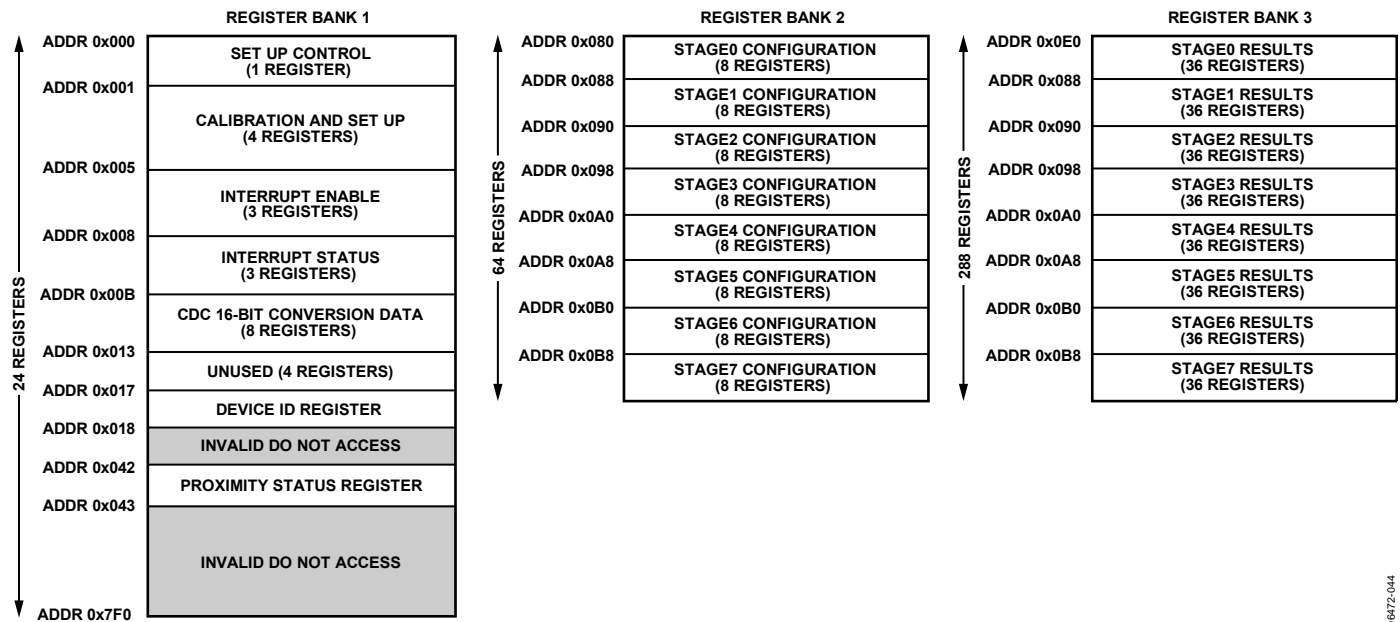 REGISTER BANK 1
ADDR 0x000
SET UP CONTROL
(1 REGISTER)
ADDR 0x001
CALIBRATION AND SET UP
(4 REGISTERS)
ADDR 0x005
INTERRUPT ENABLE
(3 REGISTERS)
ADDR 0x008
INTERRUPT STATUS
(3 REGISTERS)
ADDR 0x00B
CDC 16-BIT CONVERSION DATA
(8 REGISTERS)
ADDR 0x013
UNUSED (4 REGISTERS)
ADDR 0x017
DEVICE ID REGISTER
ADDR 0x018
INVALID DO NOT ACCESS
ADDR 0x042
PROXIMITY STATUS REGISTER
ADDR 0x043
INVALID DO NOT ACCESS
ADDR 0x7F0
24 REGISTERS
REGISTER BANK 2
ADDR 0x080
STAGE0 CONFIGURATION
(8 REGISTERS)
ADDR 0x088
STAGE1 CONFIGURATION
(8 REGISTERS)
ADDR 0x090
STAGE2 CONFIGURATION
(8 REGISTERS)
ADDR 0x098
STAGE3 CONFIGURATION
(8 REGISTERS)
ADDR 0x0A0
STAGE4 CONFIGURATION
(8 REGISTERS)
ADDR 0x0A8
STAGE5 CONFIGURATION
(8 REGISTERS)
ADDR 0x0B0
STAGE6 CONFIGURATION
(8 REGISTERS)
ADDR 0x0B8
STAGE7 CONFIGURATION
(8 REGISTERS)
64 REGISTERS
REGISTER BANK 3
ADDR 0x0E0
STAGE0 RESULTS
(36 REGISTERS)
ADDR 0x088
STAGE1 RESULTS
(36 REGISTERS)
ADDR 0x090
STAGE2 RESULTS
(36 REGISTERS)
ADDR 0x098
STAGE3 RESULTS
(36 REGISTERS)
ADDR 0x0A0
STAGE4 RESULTS
(36 REGISTERS)
ADDR 0x0A8
STAGE5 RESULTS
(36 REGISTERS)
ADDR 0x0B0
STAGE6 RESULTS
(36 REGISTERS)
ADDR 0x0B8
STAGE7 RESULTS
(36 REGISTERS)
288 REGISTERS
06472-044